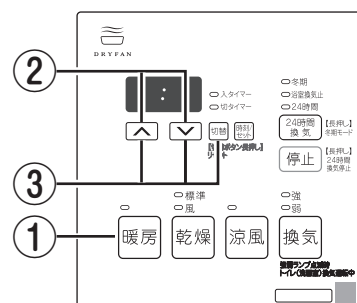 DRYFAN
②
:
入タイマー
切タイマー
冬期
浴室換気止
24時間
切替
時刻/セット
24時間
換気
【長押し】
冬期モード
停止
【長押し】
24時間
換気停止
③
標準
風
強
弱
①
暖房
乾燥
涼風
換気